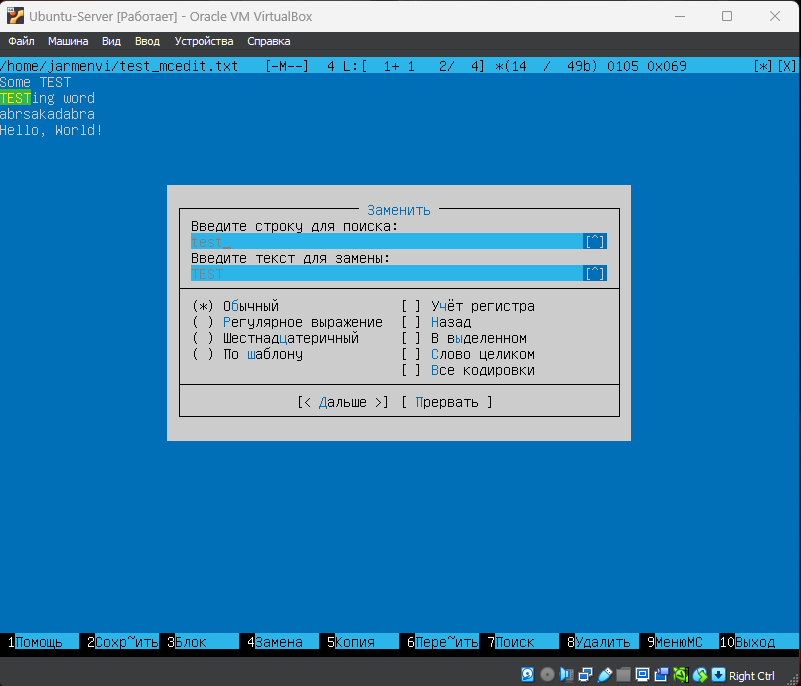 Ubuntu-Server [Работает] - Oracle VM VirtualBox
Файл Машина Вид Ввод Устройства Справка
/home/jarmenvi/test_mcedit.txt [-M--] 4 L:[ 1+ 1 2/ 4] *(14 / 49b) 0105 0x069 [*][X]
Some TEST
TESTing word
abrsakadabra
Hello, World!
Заменить
Введите строку для поиска:
test_ [^]
Введите текст для замены:
TEST [^]
(*) Обычный [ ] Учёт регистра
( ) Регулярное выражение [ ] Назад
( ) Шестнадцатеричный [ ] В выделенном
( ) По шаблону [ ] Слово целиком
[ ] Все кодировки
[< Дальше >] [ Прервать ]
1Помощь 2Сохр~ить 3Блок 4Замена 5Копия 6Пере~ить 7Поиск 8Удалить 9МенюMC 10Выход
Right Ctrl